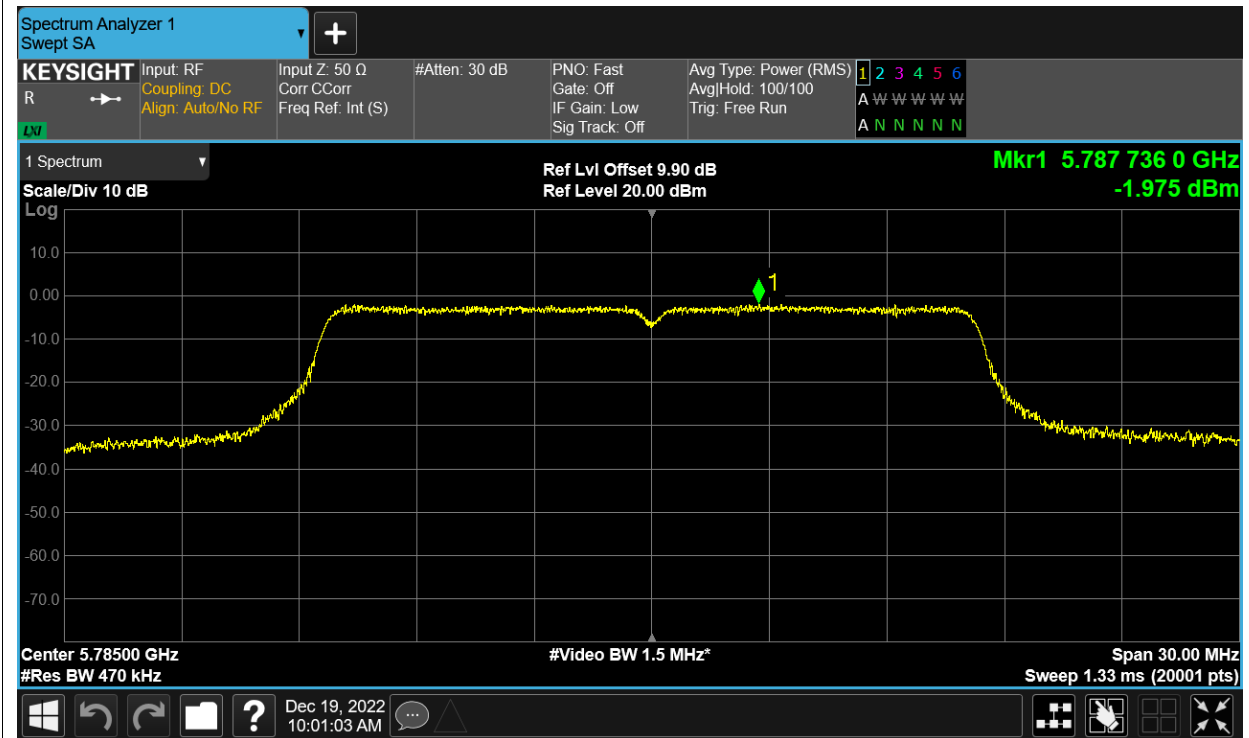 Spectrum Analyzer 1
Swept SA
KEYSIGHT
R
LXI
Input: RF
Coupling: DC
Align: Auto/No RF
Input Z: 50 Ω
Corr CCorr
Freq Ref: Int (S)
#Atten: 30 dB
PNO: Fast
Gate: Off
IF Gain: Low
Sig Track: Off
Avg Type: Power (RMS)
Avg|Hold: 100/100
Trig: Free Run
1 2 3 4 5 6
A W W W W W
A N N N N N
1 Spectrum
Scale/Div 10 dB
Ref Lvl Offset 9.90 dB
Ref Level 20.00 dBm
Mkr1 5.787 736 0 GHz
-1.975 dBm
Log
10.0
0.00
-10.0
-20.0
-30.0
-40.0
-50.0
-60.0
-70.0
1
Center 5.78500 GHz
#Res BW 470 kHz
#Video BW 1.5 MHz*
Span 30.00 MHz
Sweep 1.33 ms (20001 pts)
?
Dec 19, 2022
10:01:03 AM